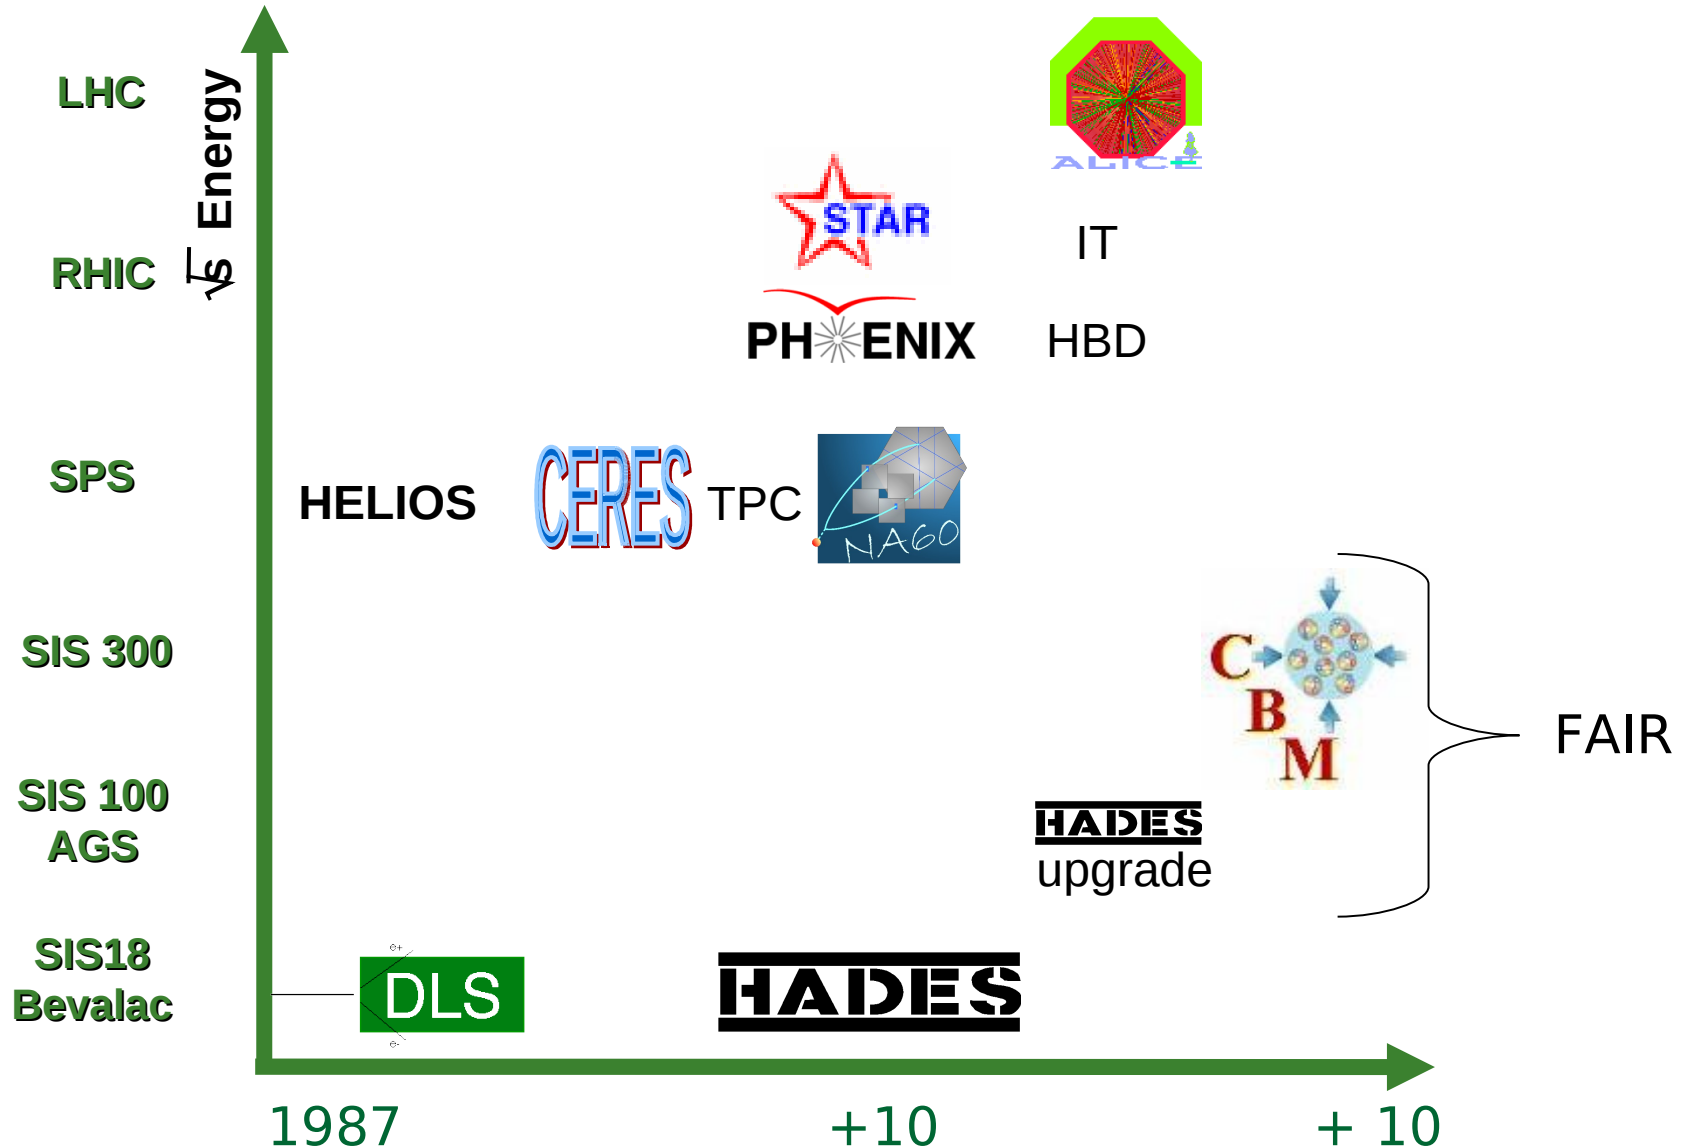 LHC
√s Energy
ALICE
STAR
IT
RHIC
PHENIX
HBD
SPS
HELIOS
CERES
TPC
NA60
SIS 300
C
B
M
FAIR
SIS 100
AGS
HADES
upgrade
SIS18
Bevalac
e+
DLS
e-
HADES
1987
+10
+ 10